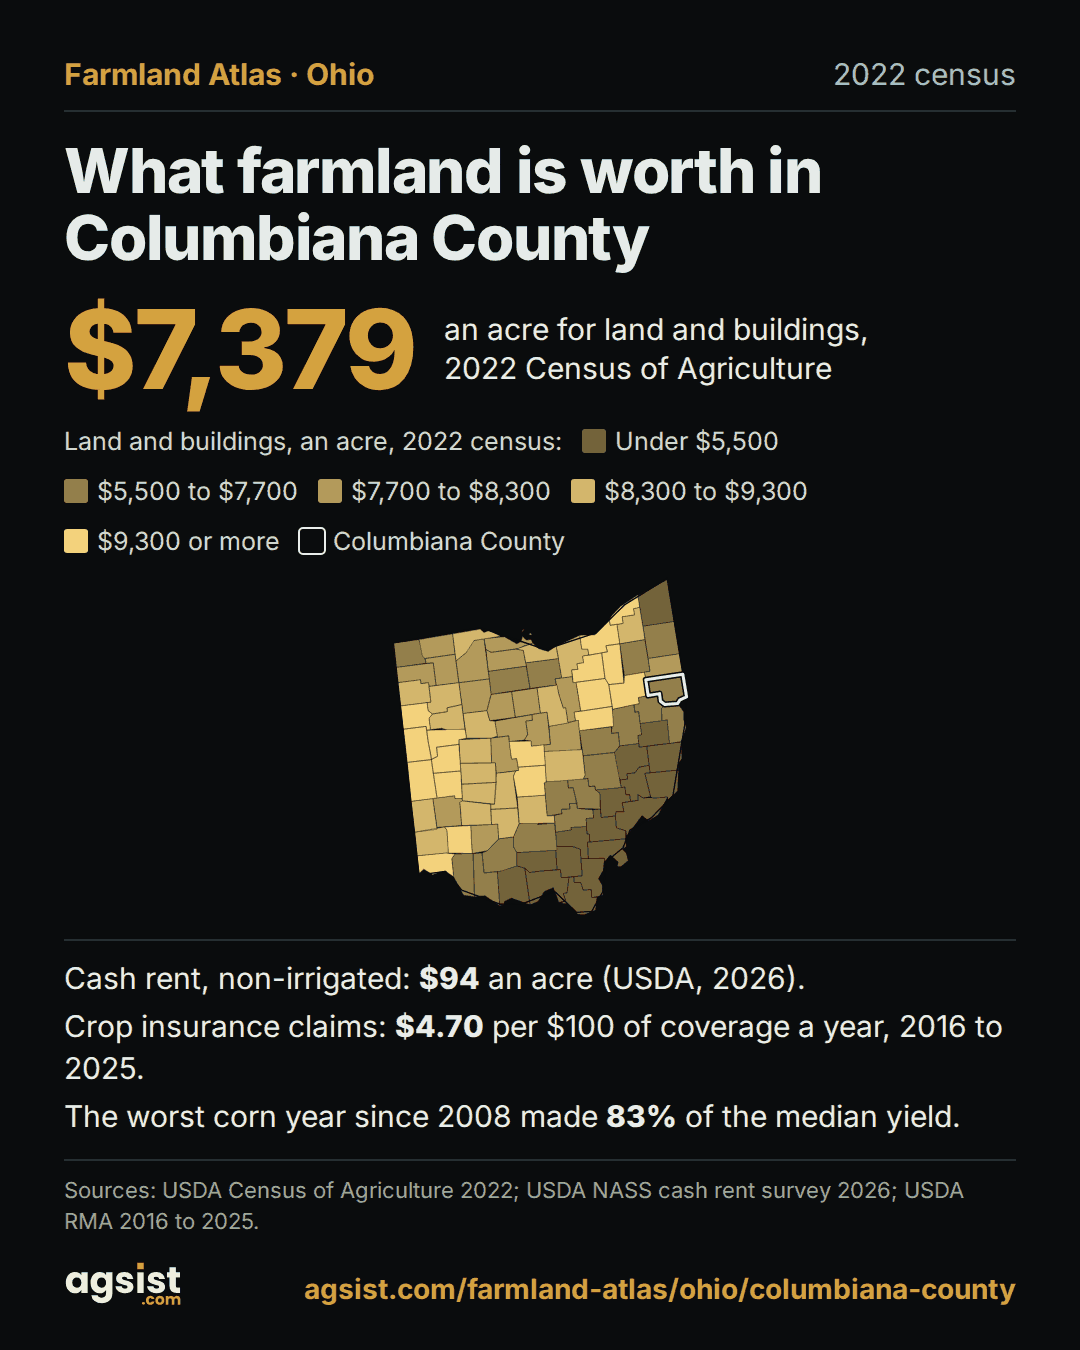 Farmland Atlas · Ohio
2022 census
What farmland is worth in
Columbiana County
$7,379
an acre for land and buildings,
2022 Census of Agriculture
Land and buildings, an acre, 2022 census: Under $5,500
$5,500 to $7,700 $7,700 to $8,300 $8,300 to $9,300
$9,300 or more Columbiana County
Cash rent, non-irrigated: $94 an acre (USDA, 2026).
Crop insurance claims: $4.70 per $100 of coverage a year, 2016 to
2025.
The worst corn year since 2008 made 83% of the median yield.
Sources: USDA Census of Agriculture 2022; USDA NASS cash rent survey 2026; USDA
RMA 2016 to 2025.
agsist
.com
agsist.com/farmland-atlas/ohio/columbiana-county